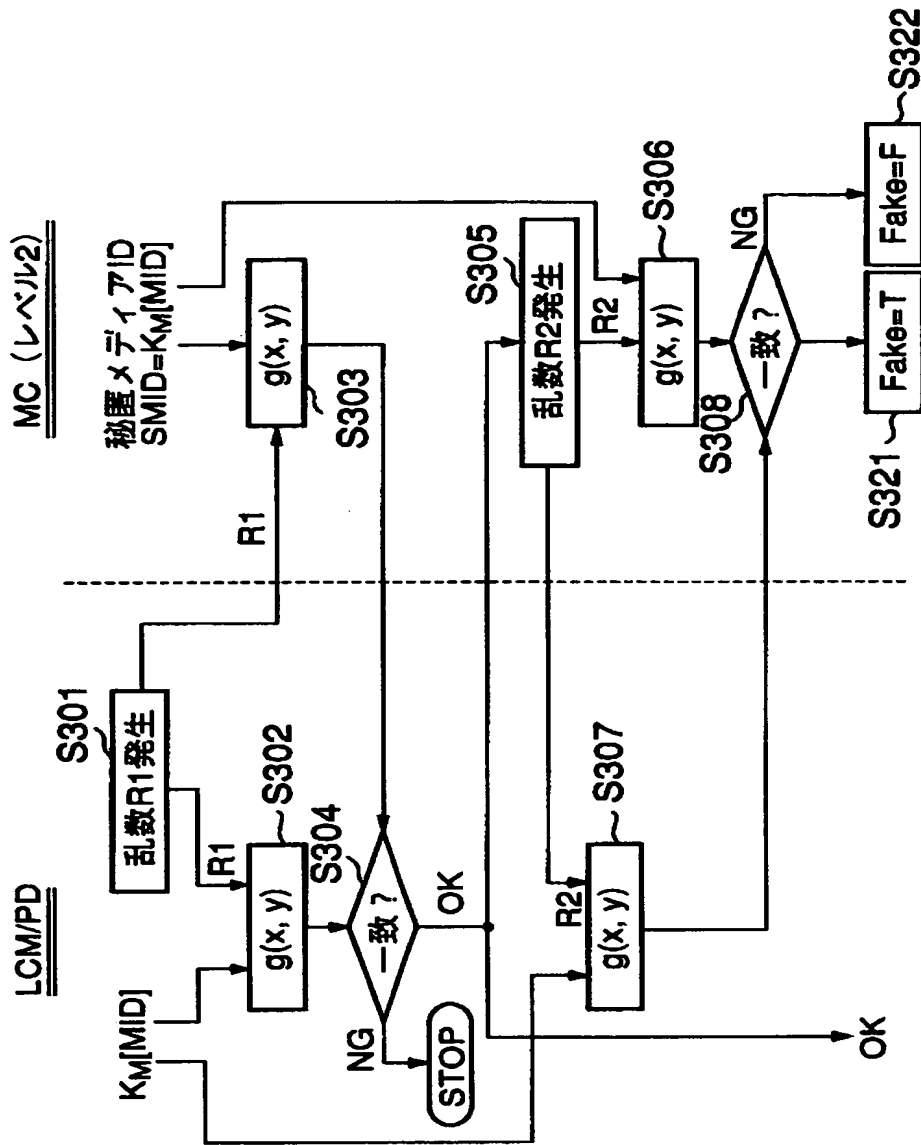 LCM/PD
MC (レベル2)
KM[MID]
S301
乱数R1発生
R1
R1
秘匿メディアID
SMID=KM[MID]
g(x, y)
S302
g(x, y)
S303
S304
一致？
NG
STOP
OK
乱数R2発生
S305
R2
R2
g(x, y)
S306
g(x, y)
S307
OK
S308
一致？
NG
Fake=T
S321
Fake=F
S322